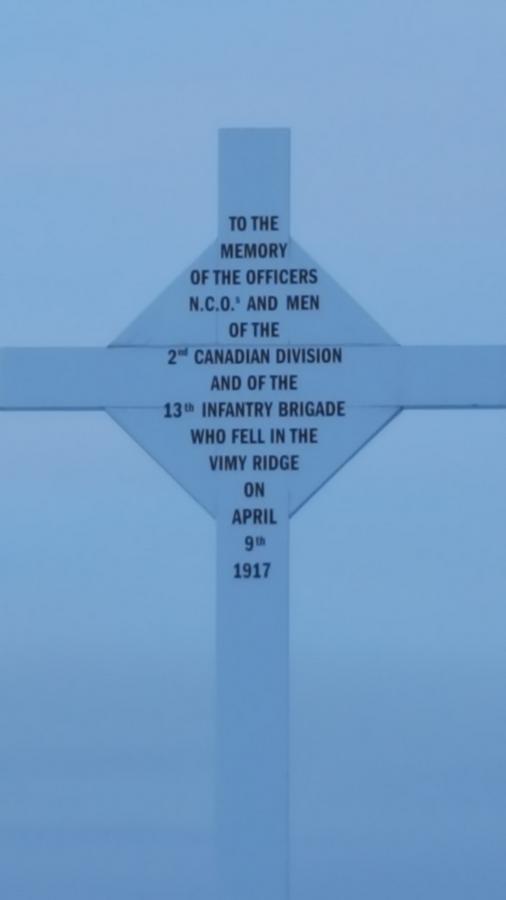 TO THE
MEMORY
OF THE OFFICERS
N.C.O.ˢ AND MEN
OF THE
2ⁿᵈ CANADIAN DIVISION
AND OF THE
13ᵗʰ INFANTRY BRIGADE
WHO FELL IN THE
VIMY RIDGE
ON
APRIL
9ᵗʰ
1917